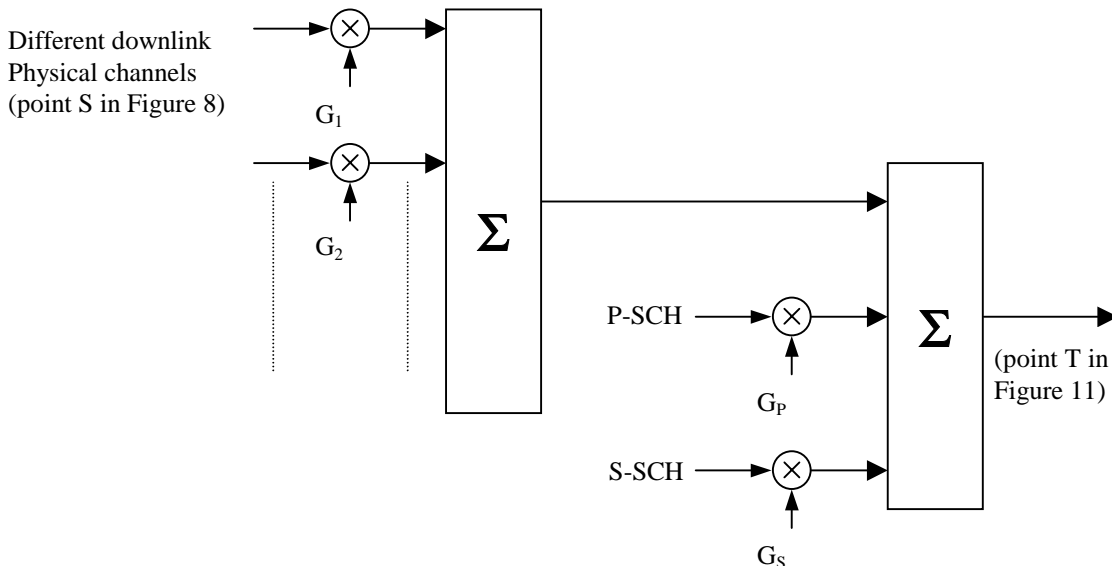 Different downlink
Physical channels
(point S in Figure 8)
G1
G2
Σ
P-SCH
GP
S-SCH
GS
Σ
(point T in
Figure 11)